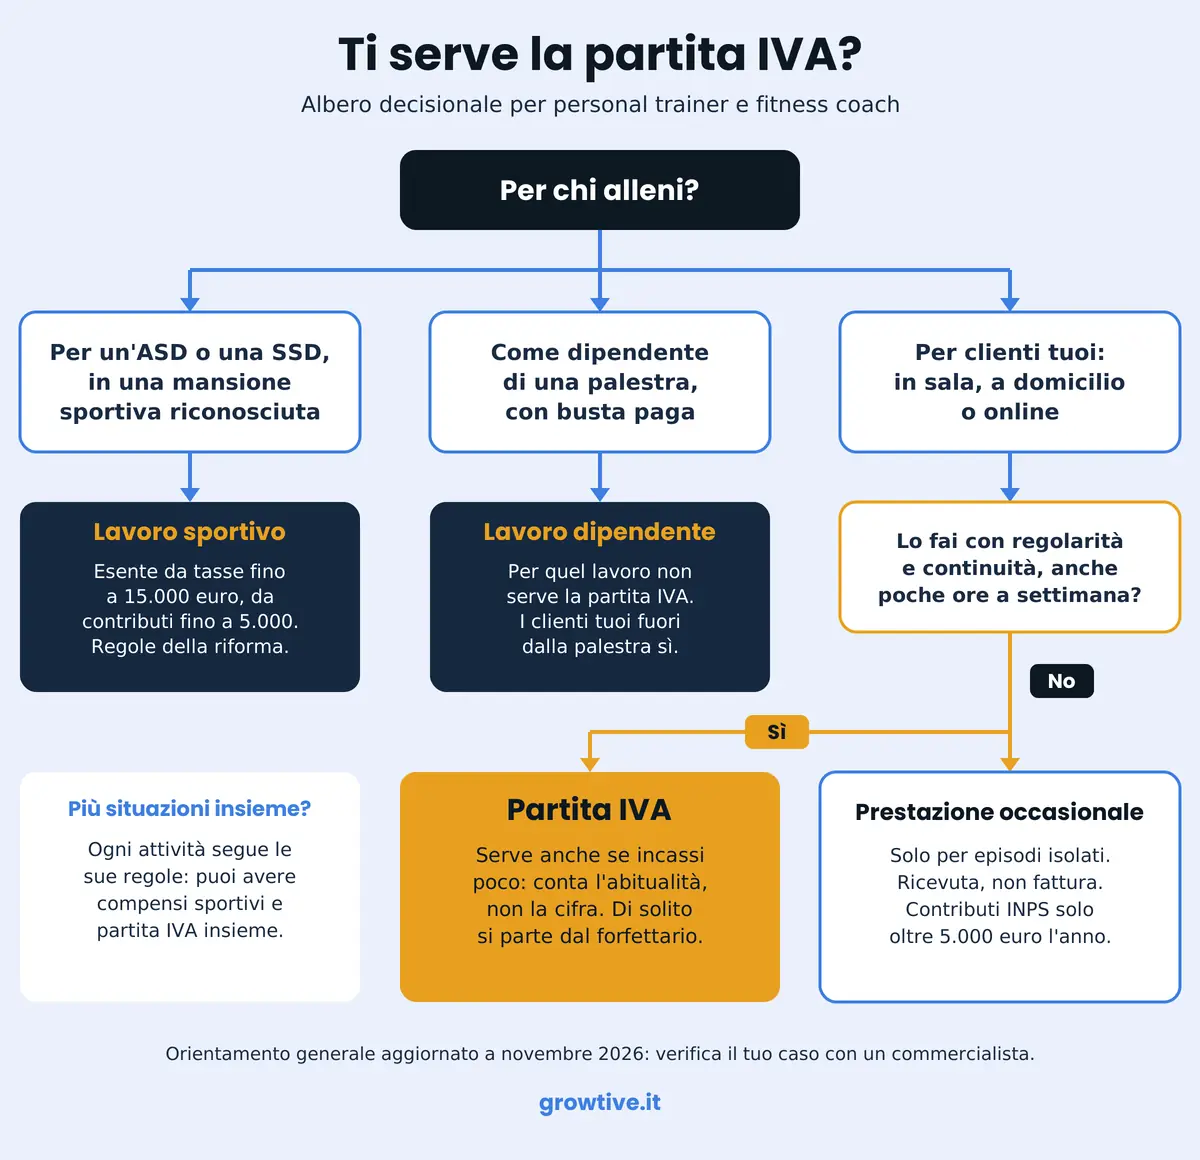 Ti serve la partita IVA?
Albero decisionale per personal trainer e fitness coach
Per chi alleni?
Per un'ASD o una SSD,
in una mansione
sportiva riconosciuta
Come dipendente
di una palestra,
con busta paga
Per clienti tuoi:
in sala, a domicilio
o online
Lavoro sportivo
Esente da tasse fino
a 15.000 euro, da
contributi fino a 5.000.
Regole della riforma.
Lavoro dipendente
Per quel lavoro non
serve la partita IVA.
I clienti tuoi fuori
dalla palestra sì.
Lo fai con regolarità
e continuità, anche
poche ore a settimana?
No
Sì
Più situazioni insieme?
Ogni attività segue le
sue regole: puoi avere
compensi sportivi e
partita IVA insieme.
Partita IVA
Serve anche se incassi
poco: conta l'abitualità,
non la cifra. Di solito
si parte dal forfettario.
Prestazione occasionale
Solo per episodi isolati.
Ricevuta, non fattura.
Contributi INPS solo
oltre 5.000 euro l'anno.
Orientamento generale aggiornato a novembre 2026: verifica il tuo caso con un commercialista.
growtive.it